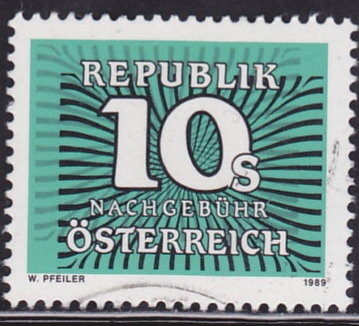 REPUBLIK
10s
NACHGEBÜHR
ÖSTERREICH
W. PFEILER 1989